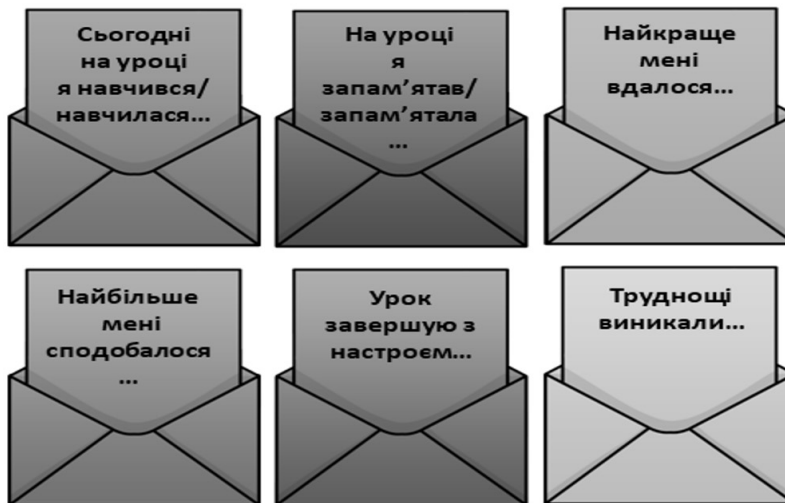 Сьогодні
на уроці
я навчився/
навчилася...
На уроці
я
запам’ятав/
запам’ятала
...
Найкраще
мені
вдалося...
Найбільше
мені
сподобалося
...
Урок
завершую з
настроєм...
Труднощі
виникали...